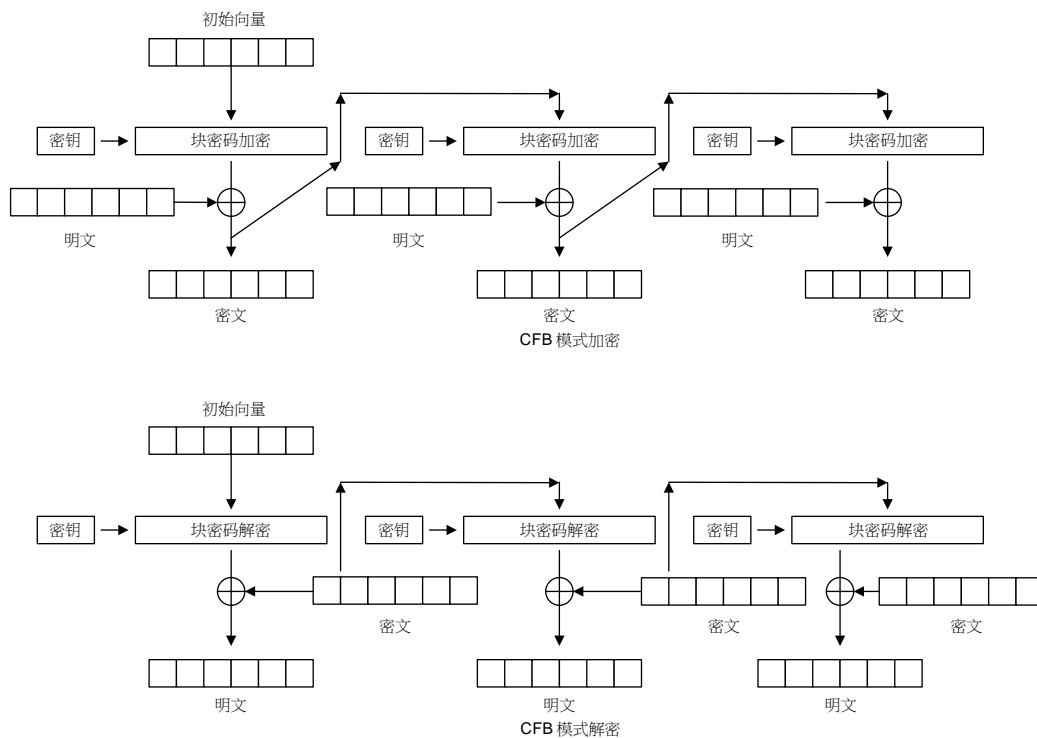 初始向量
密钥
块密码加密
密钥
块密码加密
密钥
块密码加密
明文
明文
明文
密文
密文
密文
CFB 模式加密
初始向量
密钥
块密码解密
密钥
块密码解密
密钥
块密码解密
密文
密文
密文
明文
明文
明文
CFB 模式解密